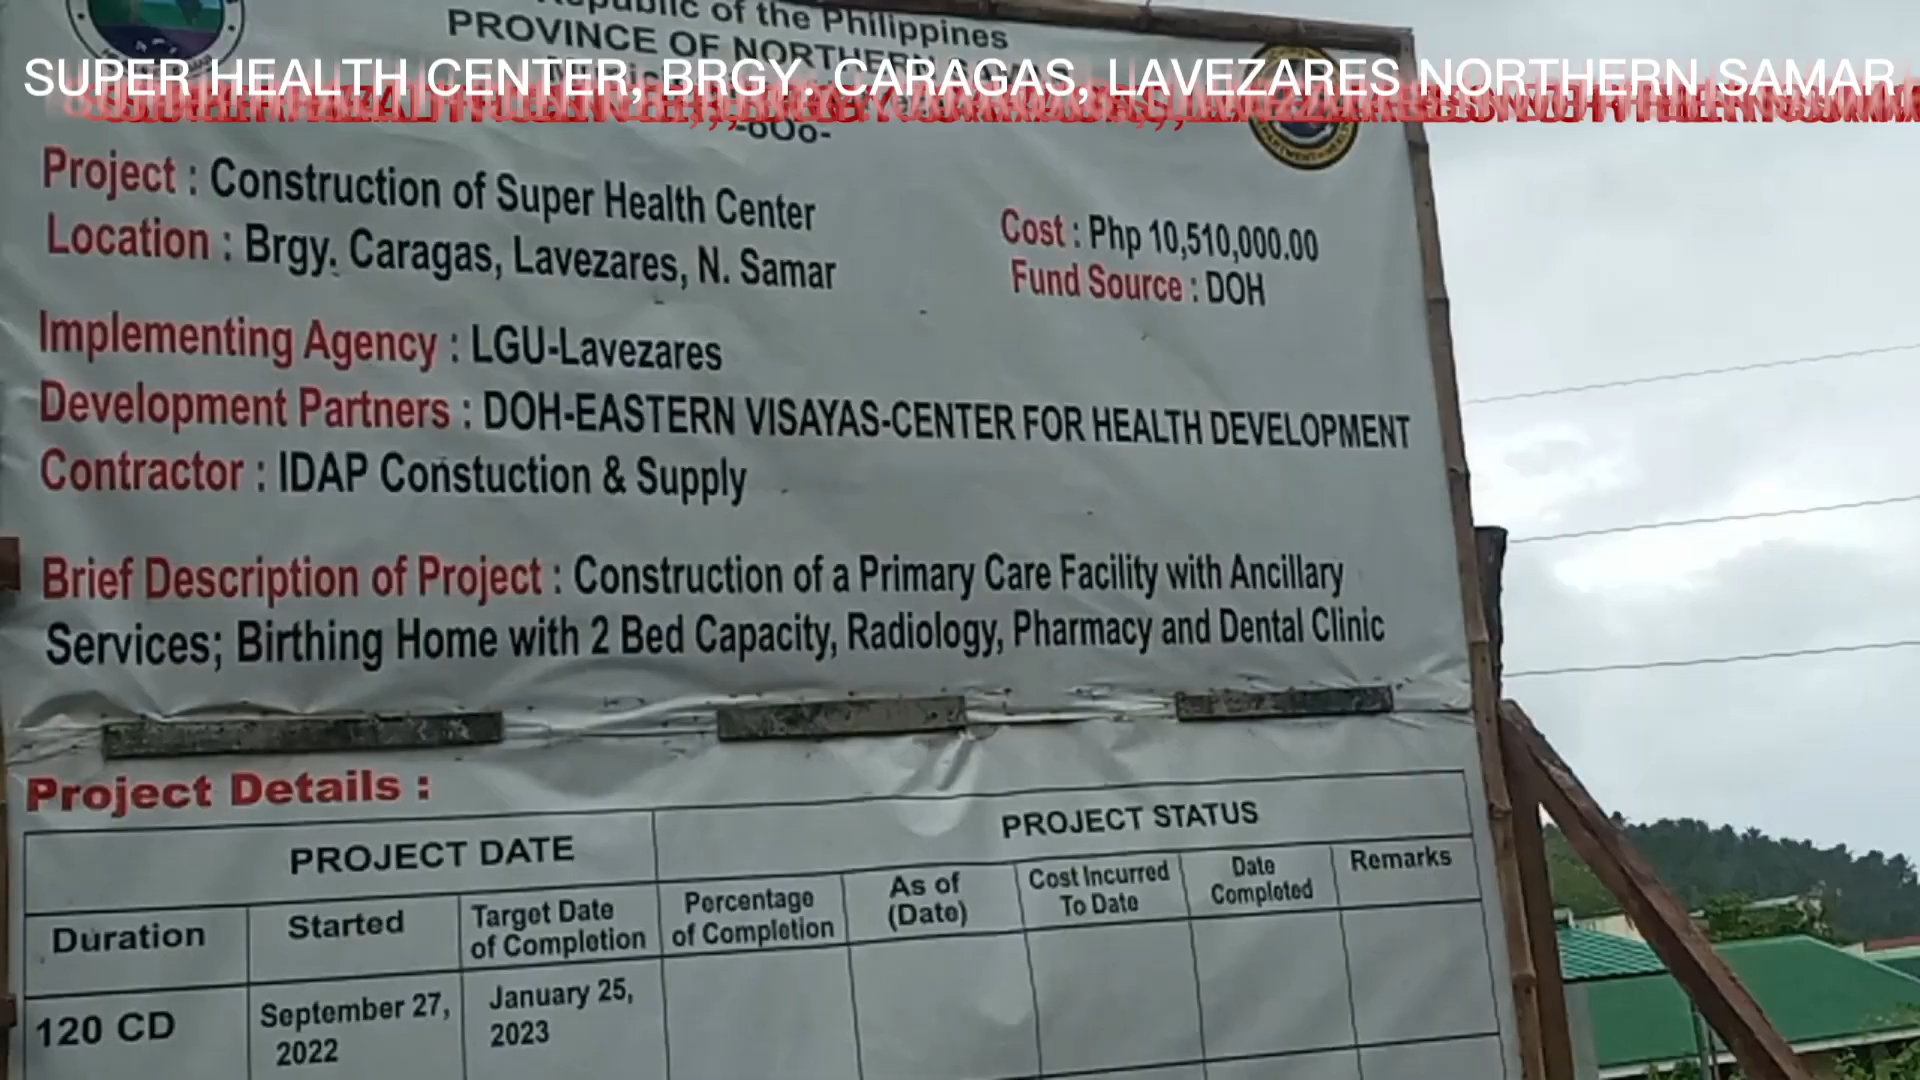 Republic of the Philippines
PROVINCE OF NORTHERN
SUPER HEALTH CENTER, BRGY. CARAGAS, LAVEZARES NORTHERN SAMAR
-oOo-
Project : Construction of Super Health Center
Location : Brgy. Caragas, Lavezares, N. Samar
Cost : Php 10,510,000.00
Fund Source : DOH
Implementing Agency : LGU-Lavezares
Development Partners : DOH-EASTERN VISAYAS-CENTER FOR HEALTH DEVELOPMENT
Contractor : IDAP Constuction & Supply
Brief Description of Project : Construction of a Primary Care Facility with Ancillary
Services; Birthing Home with 2 Bed Capacity, Radiology, Pharmacy and Dental Clinic
Project Details :
PROJECT DATE
PROJECT STATUS
Duration
Started
Target Date
of Completion
Percentage
of Completion
As of
(Date)
Cost Incurred
To Date
Date
Completed
Remarks
120 CD
September 27,
2022
January 25,
2023